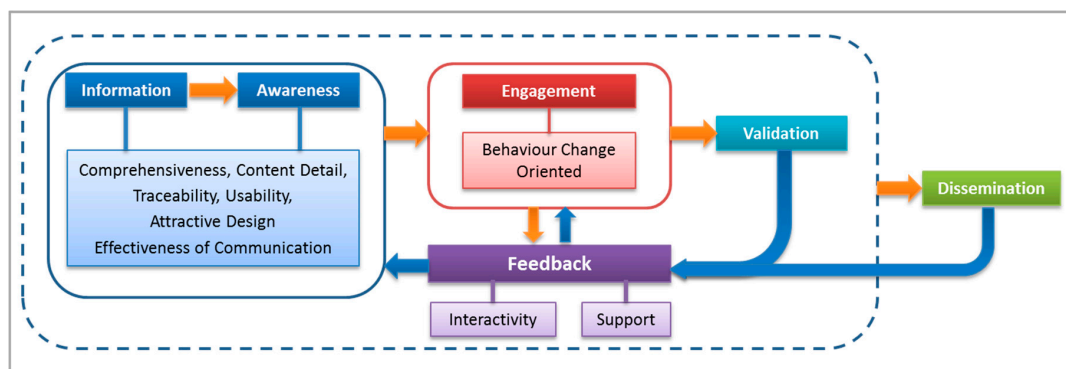 Information
Awareness
Comprehensiveness, Content Detail,
Traceability, Usability,
Attractive Design
Effectiveness of Communication
Engagement
Behaviour Change
Oriented
Validation
Dissemination
Feedback
Interactivity
Support